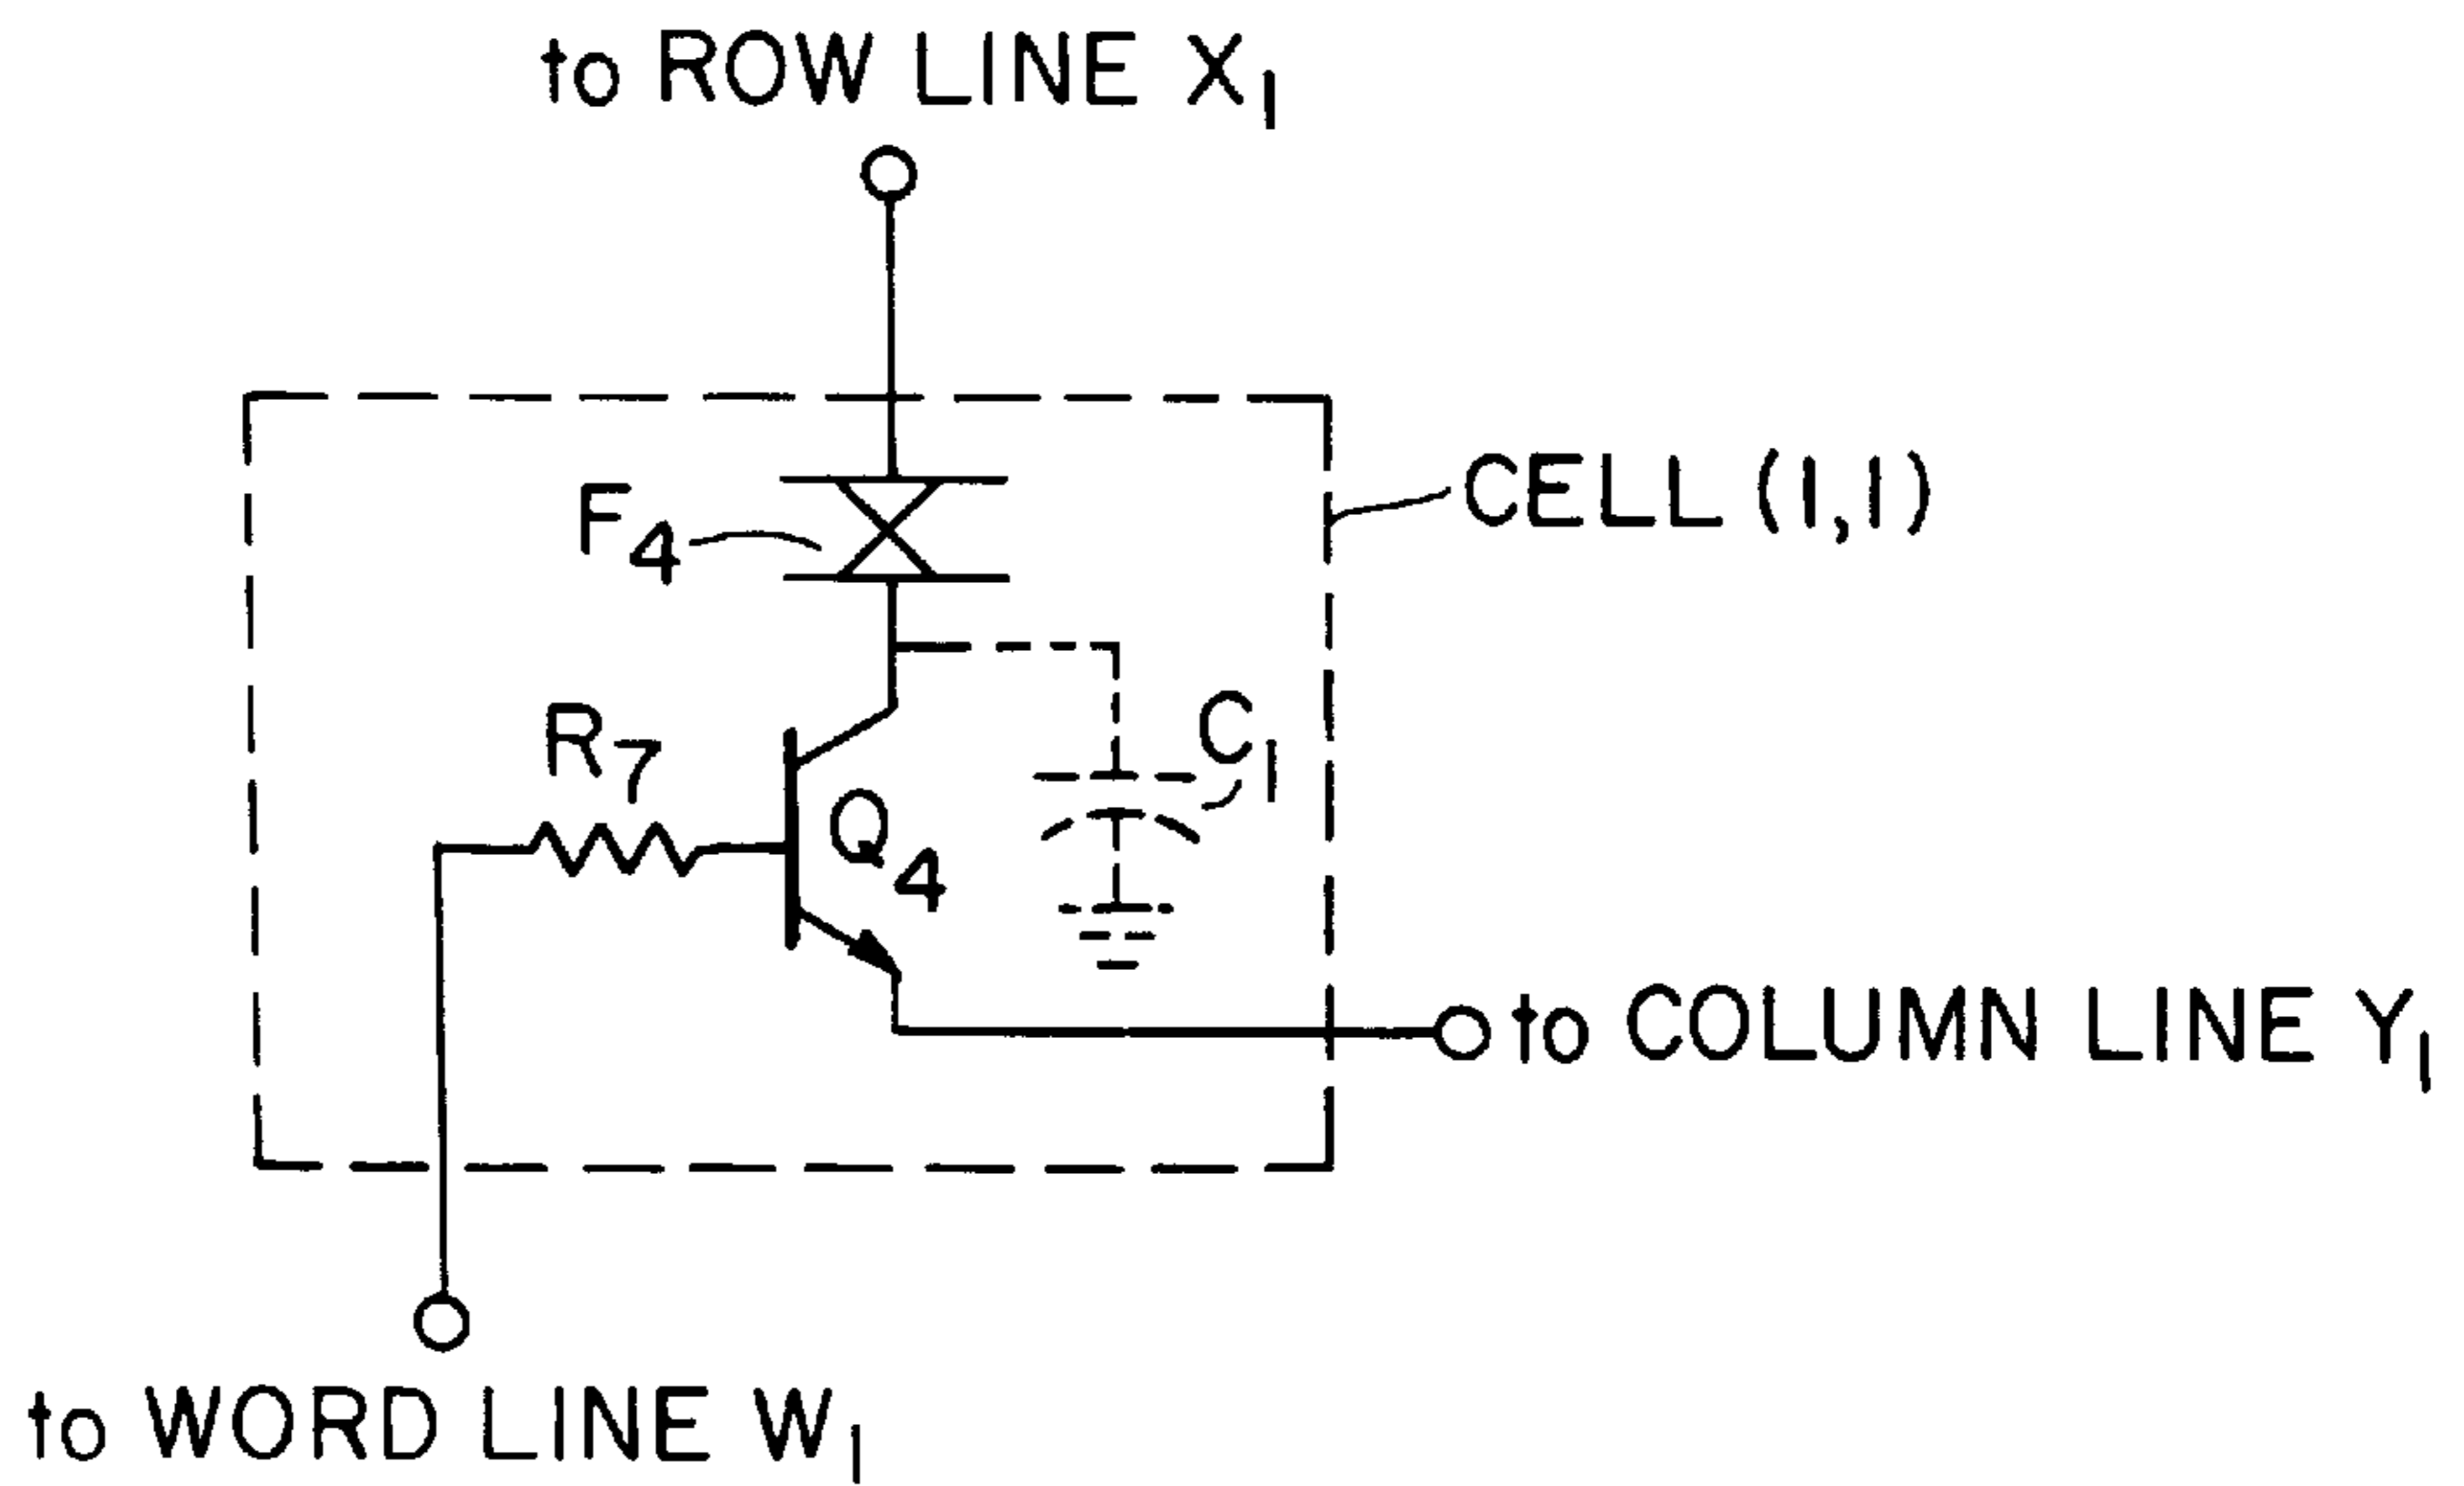 to ROW LINE X1
F4
CELL (1,1)
R7
C1
Q4
to COLUMN LINE Y1
to WORD LINE W1